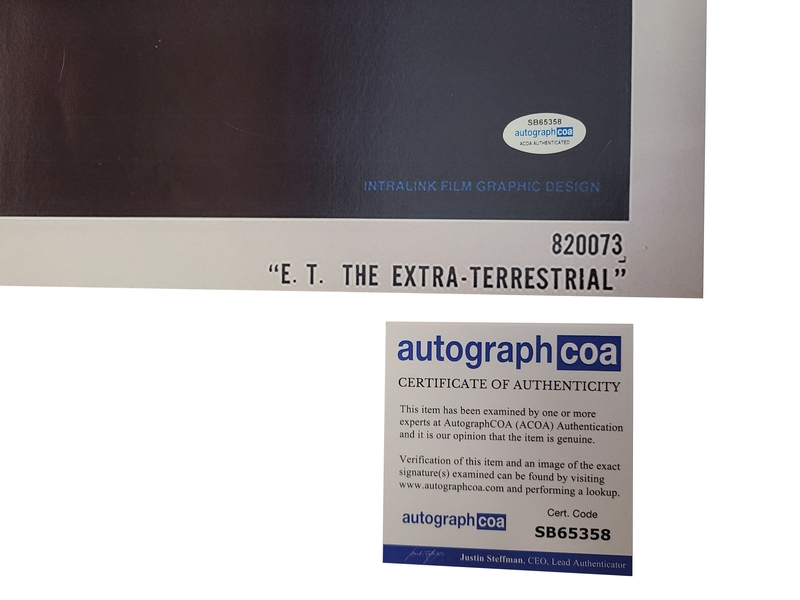 SB65358
autograph coa
ACOA AUTHENTICATED
INTRALINK FILM GRAPHIC DESIGN
820073
“E. T. THE EXTRA-TERRESTRIAL”
autograph coa
CERTIFICATE OF AUTHENTICITY
This item has been examined by one or more
experts at AutographCOA (ACOA) Authentication
and it is our opinion that the item is genuine.
Verification of this item and an image of the exact
signature(s) examined can be found by visiting
www.autographcoa.com and performing a lookup.
autograph coa
Cert. Code
SB65358
Justin Steffman, CEO, Lead Authenticator